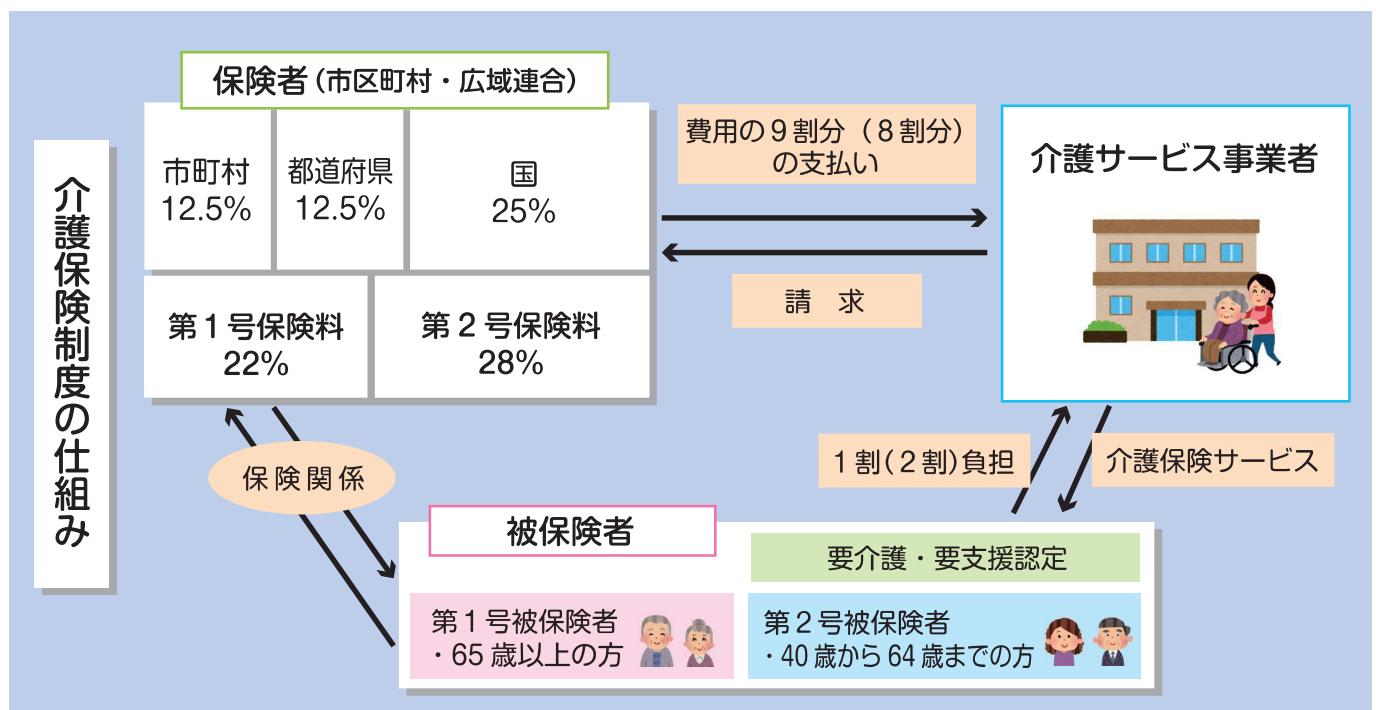 介護保険制度の仕組み
保険者（市区町村・広域連合）
市町村
12.5%
都道府県
12.5%
国
25%
第１号保険料
22%
第２号保険料
28%
費用の９割分（８割分）
の支払い
請　求
介護サービス事業者
保険関係
１割(２割)負担
介護保険サービス
被保険者
要介護・要支援認定
第１号被保険者
・65歳以上の方
第２号被保険者
・40歳から64歳までの方